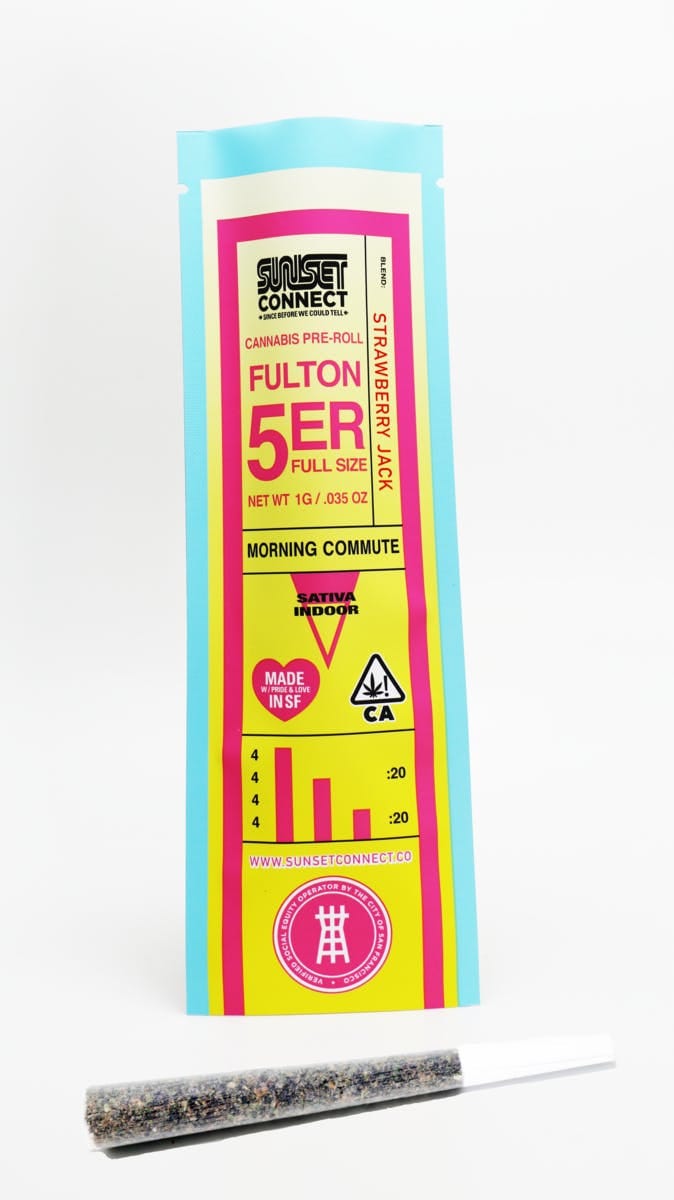 SUNSET
CONNECT
SINCE BEFORE WE COULD TELL
BLEND:
STRAWBERRY JACK
CANNABIS PRE-ROLL
FULTON
5ER
FULL SIZE
NET WT 1G / .035 OZ
MORNING COMMUTE
SATIVA
INDOOR
MADE
W/ PRIDE & LOVE
IN SF
!
CA
4
4 :20
4
4 :20
WWW.SUNSETCONNECT.CO
VERIFIED SOCIAL EQUITY OPERATOR BY THE CITY OF SAN FRANCISCO